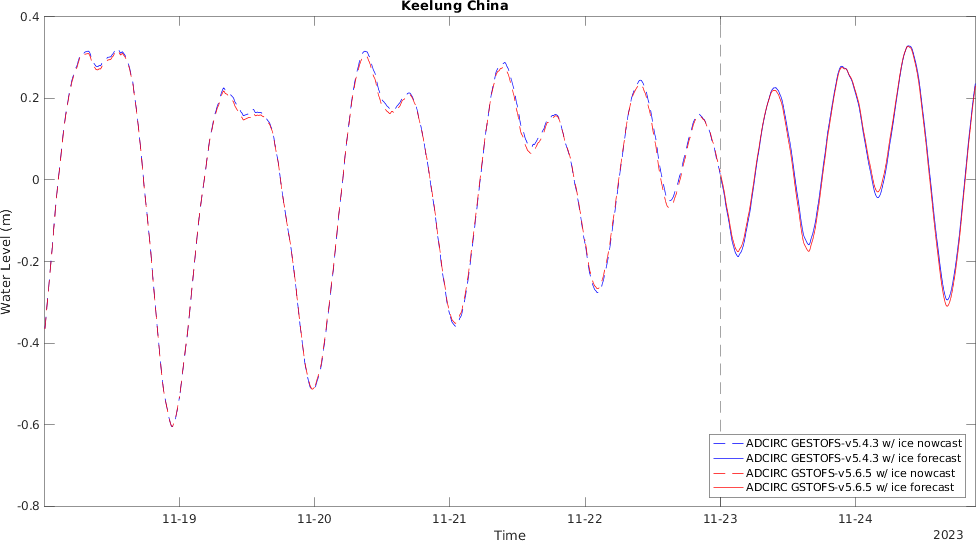 Keelung China
Water Level (m)
0.4
0.2
0
-0.2
-0.4
-0.6
-0.8
ADCIRC GESTOFS-v5.4.3 w/ ice nowcast
ADCIRC GESTOFS-v5.4.3 w/ ice forecast
ADCIRC GSTOFS-v5.6.5 w/ ice nowcast
ADCIRC GSTOFS-v5.6.5 w/ ice forecast
11-19 11-20 11-21 11-22 11-23 11-24
Time
2023